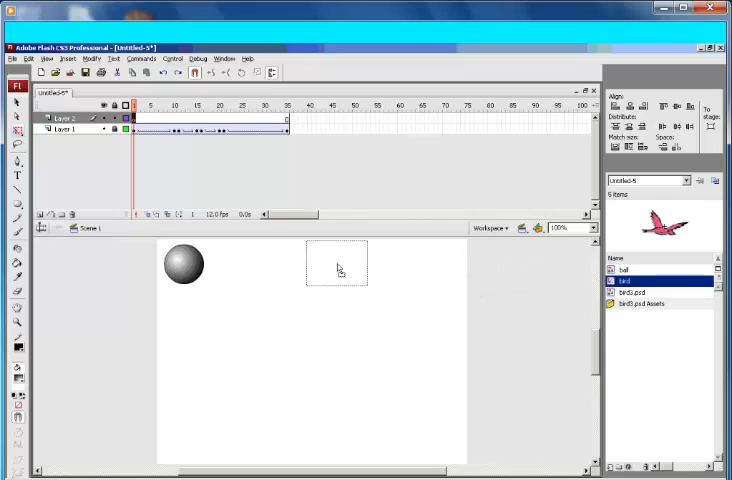 Adobe Flash CS3 Professional - [Untitled-5*]
File Edit View Insert Modify Text Commands Control Debug Window Help
Untitled-5*
5 10 15 20 25 30 35 40 45 50 55 60 65 70 75 80 85 90 95 100
Layer 2
Layer 1
1 12.0 fps 0.0s
Scene 1
Workspace
100%
Fl
Align:
Distribute:
Match size: Space:
To stage:
Untitled-5
5 items
Name
ball
bird
bird3.psd
bird3.psd Assets